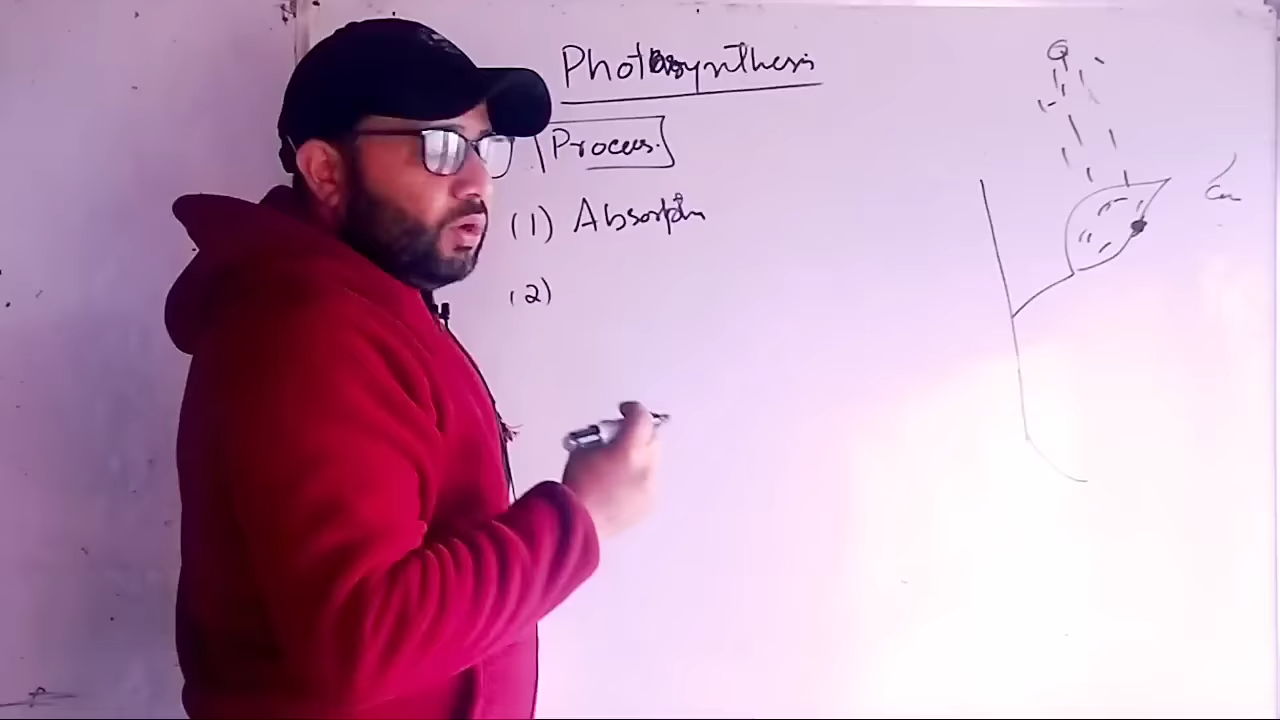 Photosynthesis
Process.
(1) Absorption
(2)